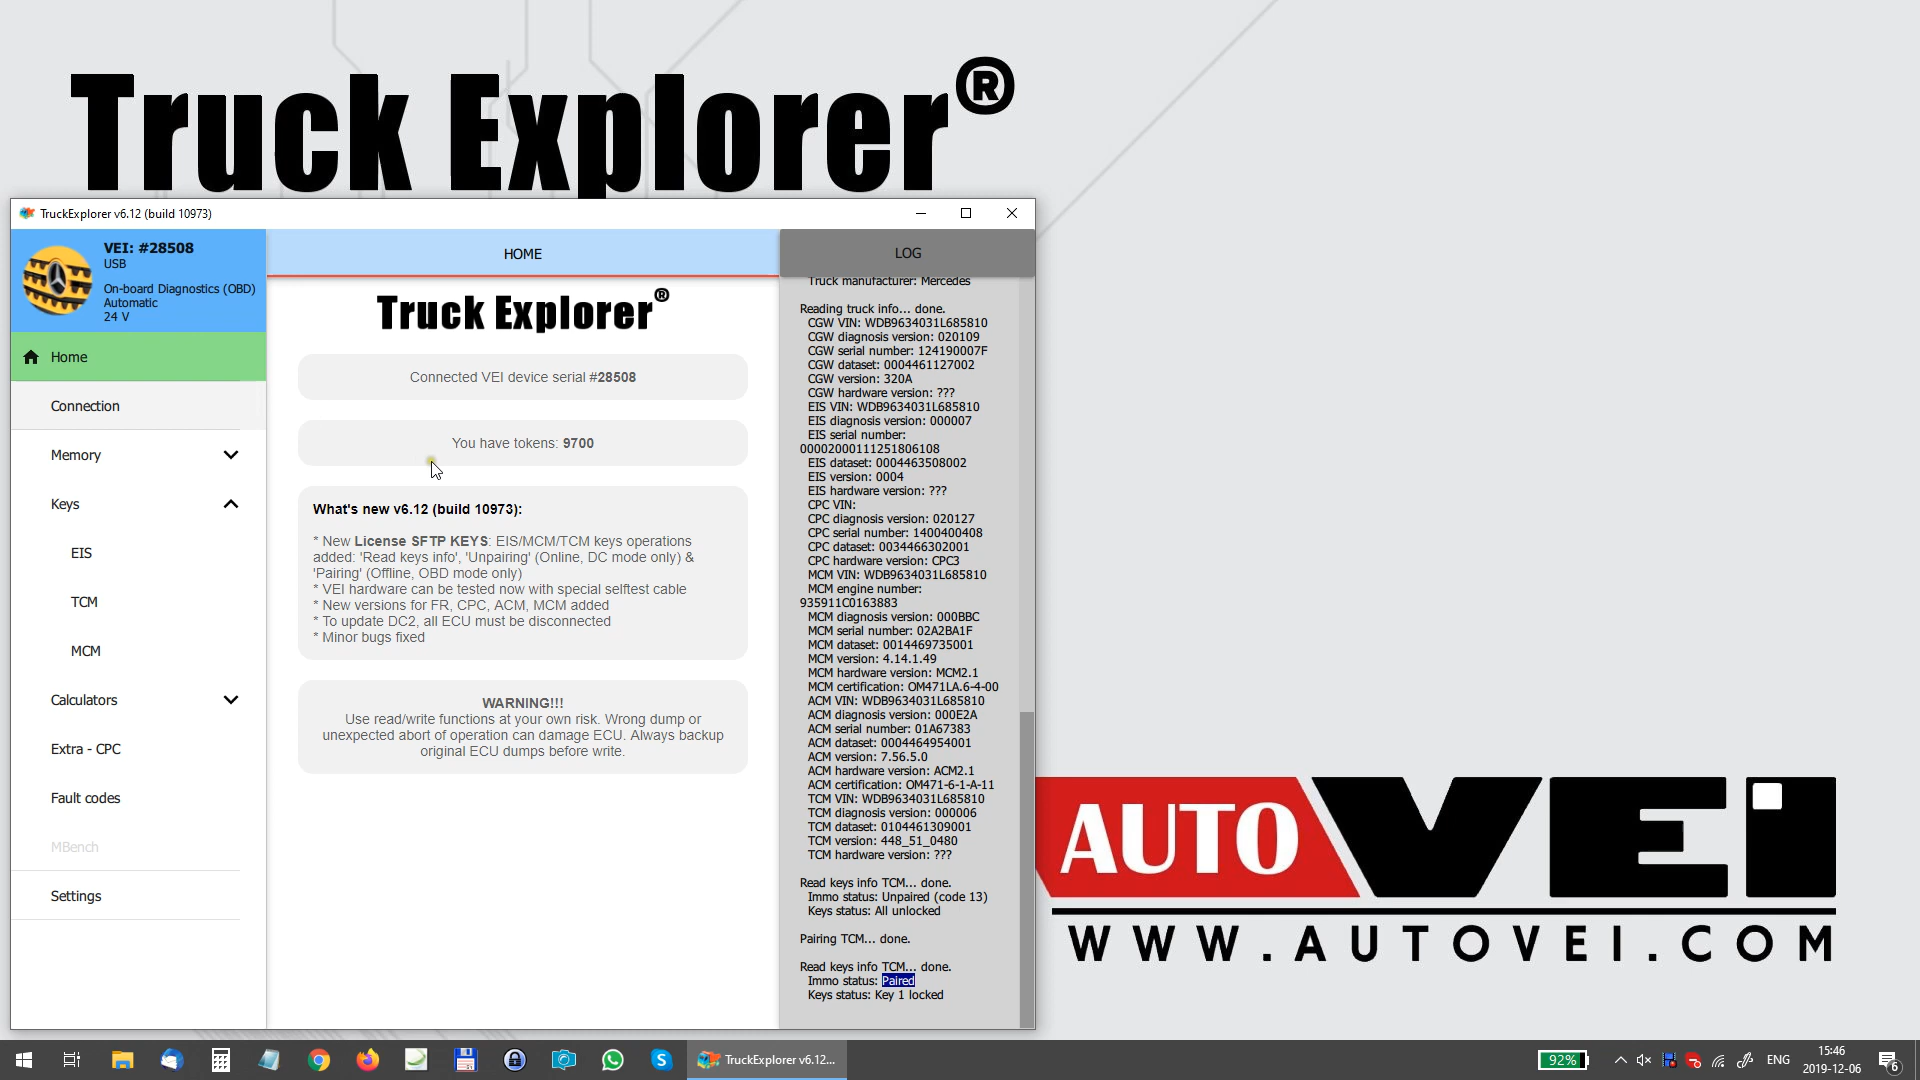 Truck Explorer®
TruckExplorer v6.12 (build 10973)
VEI: #28508
USB
On-board Diagnostics (OBD)
Automatic
24 V
Home
Connection
Memory
Keys
EIS
TCM
MCM
Calculators
Extra - CPC
Fault codes
MBench
Settings
HOME
Truck Explorer®
Connected VEI device serial #28508
You have tokens: 9700
What's new v6.12 (build 10973):
* New License SFTP KEYS: EIS/MCM/TCM keys operations
added: 'Read keys info', 'Unpairing' (Online, DC mode only) &
'Pairing' (Offline, OBD mode only)
* VEI hardware can be tested now with special selftest cable
* New versions for FR, CPC, ACM, MCM added
* To update DC2, all ECU must be disconnected
* Minor bugs fixed
WARNING!!!
Use read/write functions at your own risk. Wrong dump or
unexpected abort of operation can damage ECU. Always backup
original ECU dumps before write.
LOG
Truck manufacturer: Mercedes
Reading truck info... done.
CGW VIN: WDB9634031L685810
CGW diagnosis version: 020109
CGW serial number: 124190007F
CGW dataset: 0004461127002
CGW version: 320A
CGW hardware version: ???
EIS VIN: WDB9634031L685810
EIS diagnosis version: 000007
EIS serial number:
00002000111251806108
EIS dataset: 0004463508002
EIS version: 0004
EIS hardware version: ???
CPC VIN:
CPC diagnosis version: 020127
CPC serial number: 1400400408
CPC dataset: 0034466302001
CPC hardware version: CPC3
MCM VIN: WDB9634031L685810
MCM engine number:
935911C0163883
MCM diagnosis version: 000BBC
MCM serial number: 02A2BA1F
MCM dataset: 0014469735001
MCM version: 4.14.1.49
MCM hardware version: MCM2.1
MCM certification: OM471LA.6-4-00
ACM VIN: WDB9634031L685810
ACM diagnosis version: 000E2A
ACM serial number: 01A67383
ACM dataset: 0004464954001
ACM version: 7.56.5.0
ACM hardware version: ACM2.1
ACM certification: OM471-6-1-A-11
TCM VIN: WDB9634031L685810
TCM diagnosis version: 000006
TCM dataset: 0104461309001
TCM version: 448_51_0480
TCM hardware version: ???
Read keys info TCM... done.
Immo status: Unpaired (code 13)
Keys status: All unlocked
Pairing TCM... done.
Read keys info TCM... done.
Immo status: Paired
Keys status: Key 1 locked
AUTO VEI
WWW.AUTOVEI.COM
TruckExplorer v6.12...
92%
ENG
15:46
2019-12-06
6